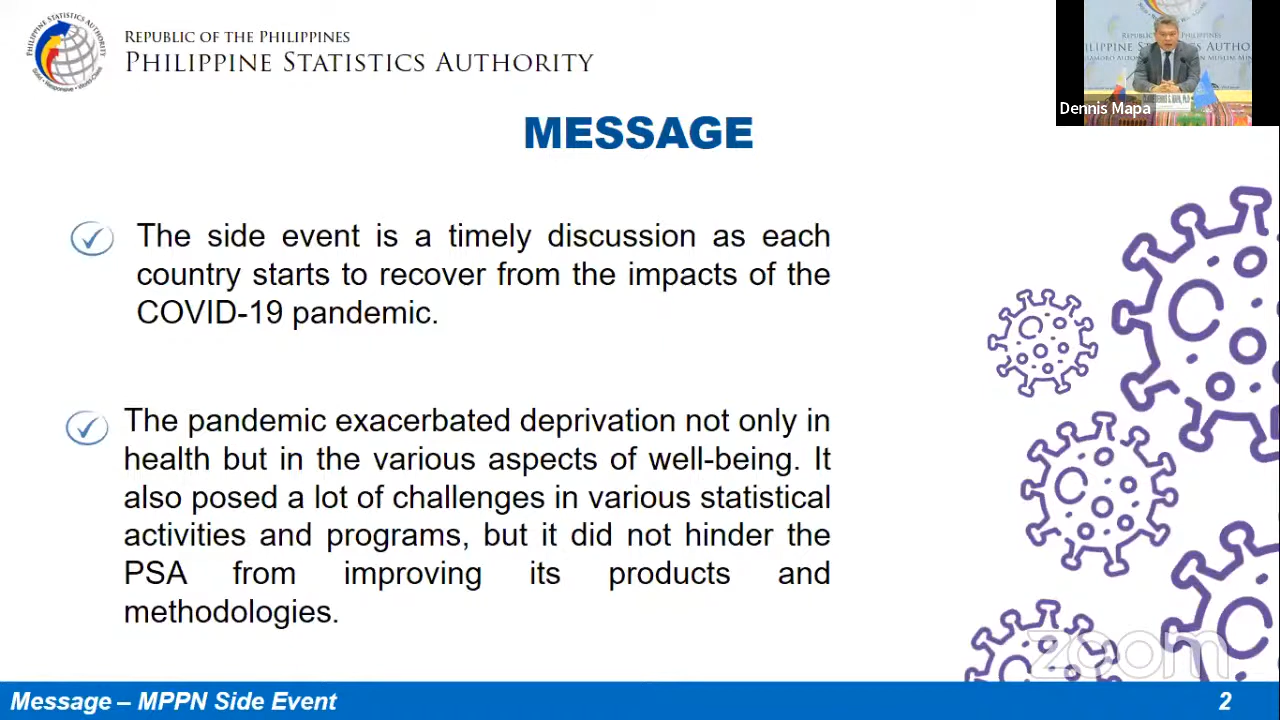 REPUBLIC OF THE PHILIPPINES
PHILIPPINE STATISTICS AUTHORITY
Dennis Mapa
MESSAGE
The side event is a timely discussion as each
country starts to recover from the impacts of the
COVID-19 pandemic.
The pandemic exacerbated deprivation not only in
health but in the various aspects of well-being. It
also posed a lot of challenges in various statistical
activities and programs, but it did not hinder the
PSA from improving its products and
methodologies.
zoom
Message – MPPN Side Event
2